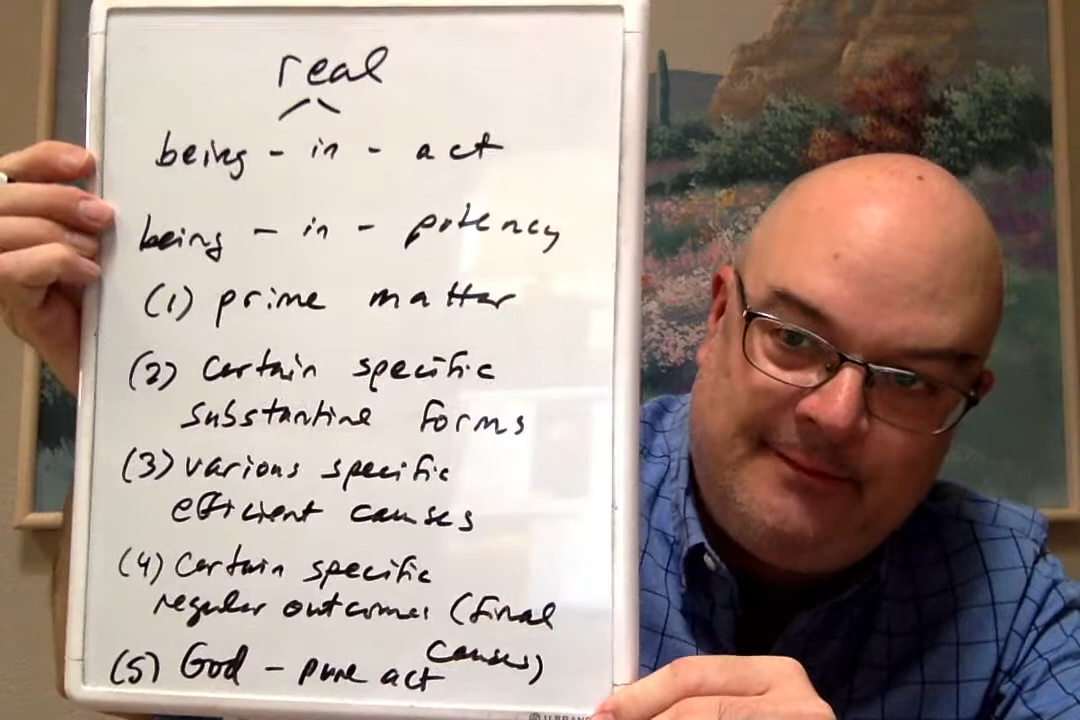 real
being - in - act
being - in - potency
(1) prime matter
(2) certain specific
substantive forms
(3) various specific
efficient causes
(4) certain specific
regular outcomes (final
causes)
(5) God - pure act